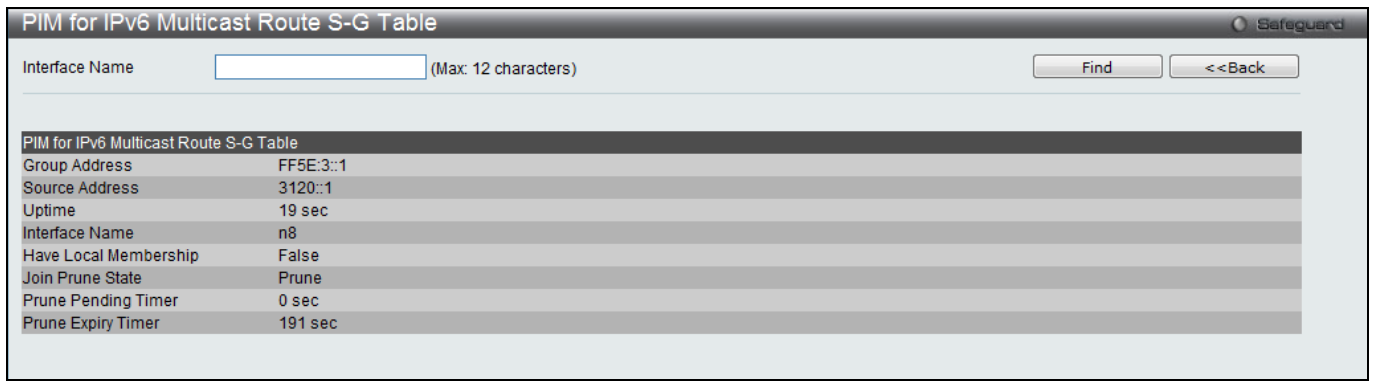 PIM for IPv6 Multicast Route S-G Table
Safeguard
Interface Name (Max: 12 characters) Find <<Back
PIM for IPv6 Multicast Route S-G Table
Group Address FF5E:3::1
Source Address 3120::1
Uptime 19 sec
Interface Name n8
Have Local Membership False
Join Prune State Prune
Prune Pending Timer 0 sec
Prune Expiry Timer 191 sec